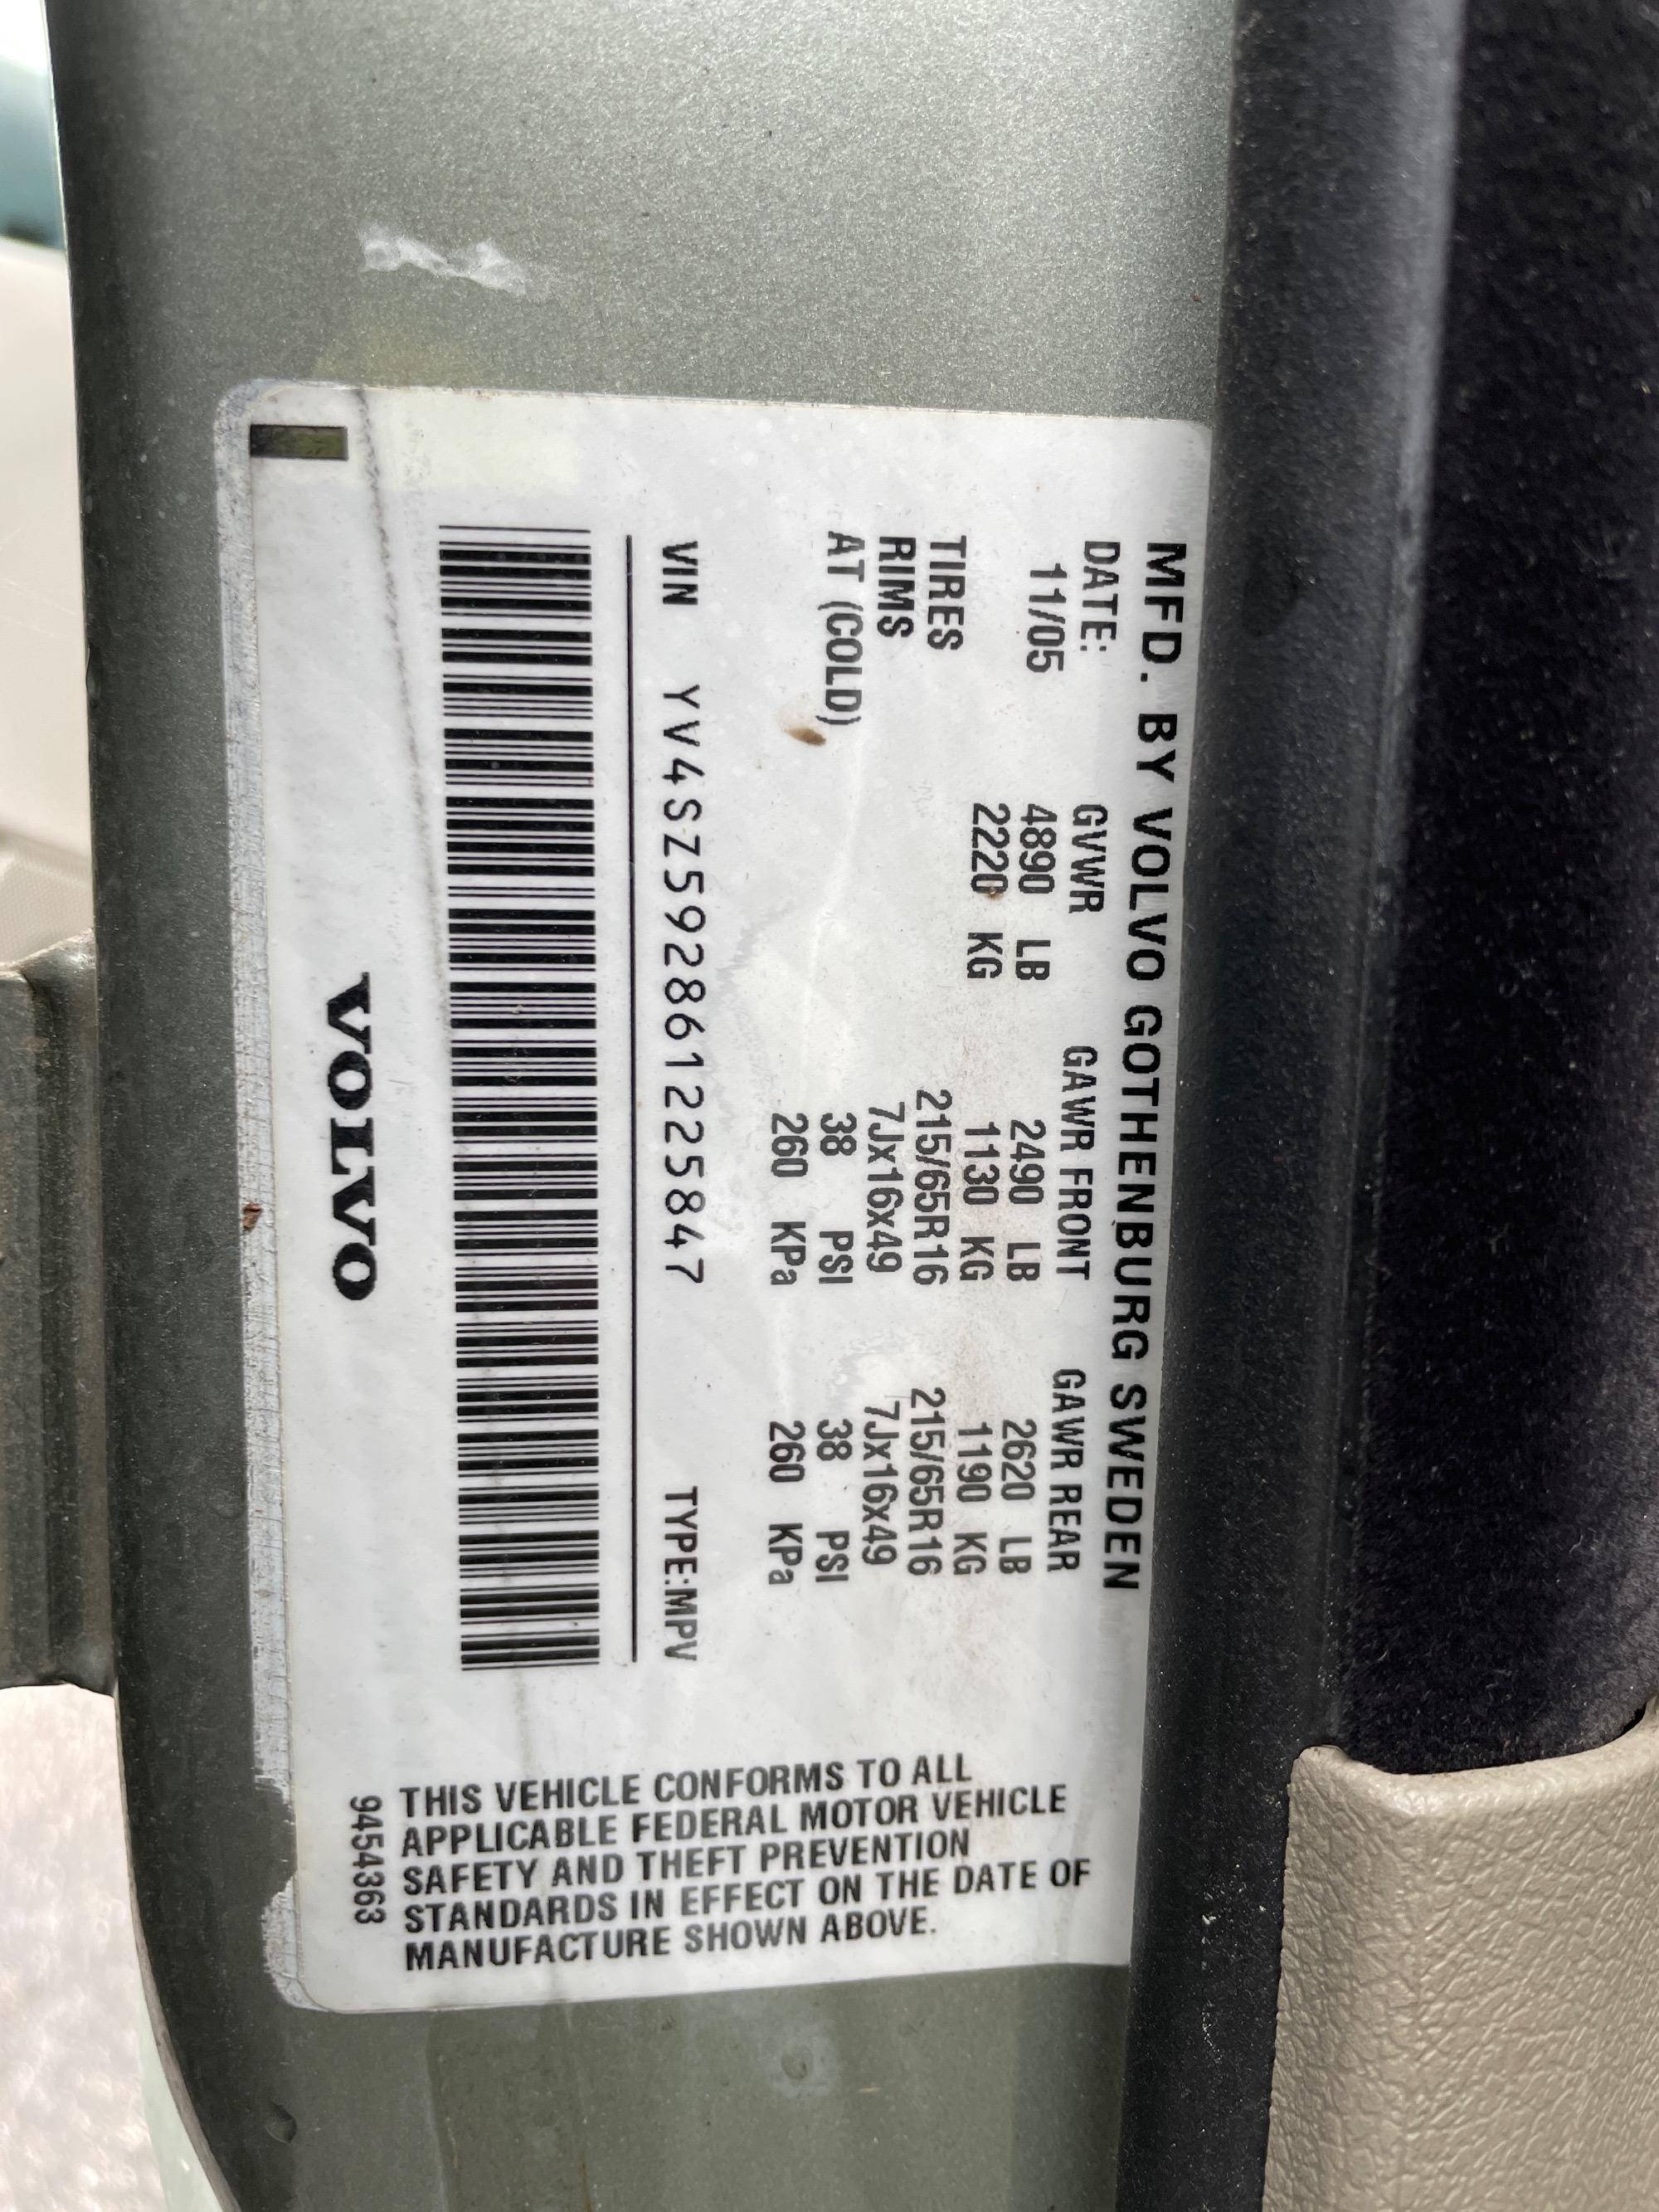 MFD. BY VOLVO GOTHENBURG SWEDEN
DATE: GVWR GAWR FRONT GAWR REAR
11/05 4890 LB 2490 LB 2620 LB
2220 KG 1130 KG 1190 KG
TIRES 215/65R16 215/65R16
RIMS 7Jx16x49 7Jx16x49
AT (COLD) 38 PSI 38 PSI
260 KPa 260 KPa
VIN YV4SZ592861225847 TYPE:MPV
VOLVO
THIS VEHICLE CONFORMS TO ALL
APPLICABLE FEDERAL MOTOR VEHICLE
SAFETY AND THEFT PREVENTION
STANDARDS IN EFFECT ON THE DATE OF
MANUFACTURE SHOWN ABOVE.
9454363